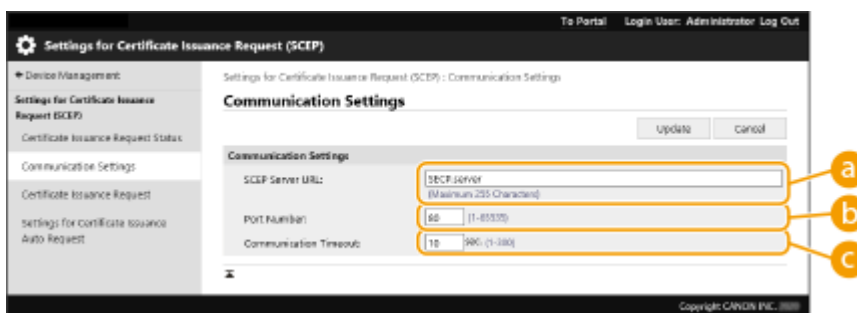 To Portal Login User: Administrator Log Out
Settings for Certificate Issuance Request (SCEP)
Device Management
Settings for Certificate Issuance Request (SCEP) : Communication Settings
Settings for Certificate Issuance
Request (SCEP)
Communication Settings
Certificate Issuance Request Status
Update Cancel
Communication Settings
Communication Settings
SCEP Server URL:
SECP.server
(Maximum 255 Characters)
a
Certificate Issuance Request
Port Number:
(1-65535)
b
Settings for Certificate Issuance
Auto Request
Communication Timeout:
10 sec. (1-300)
c
Copyright CANON INC.